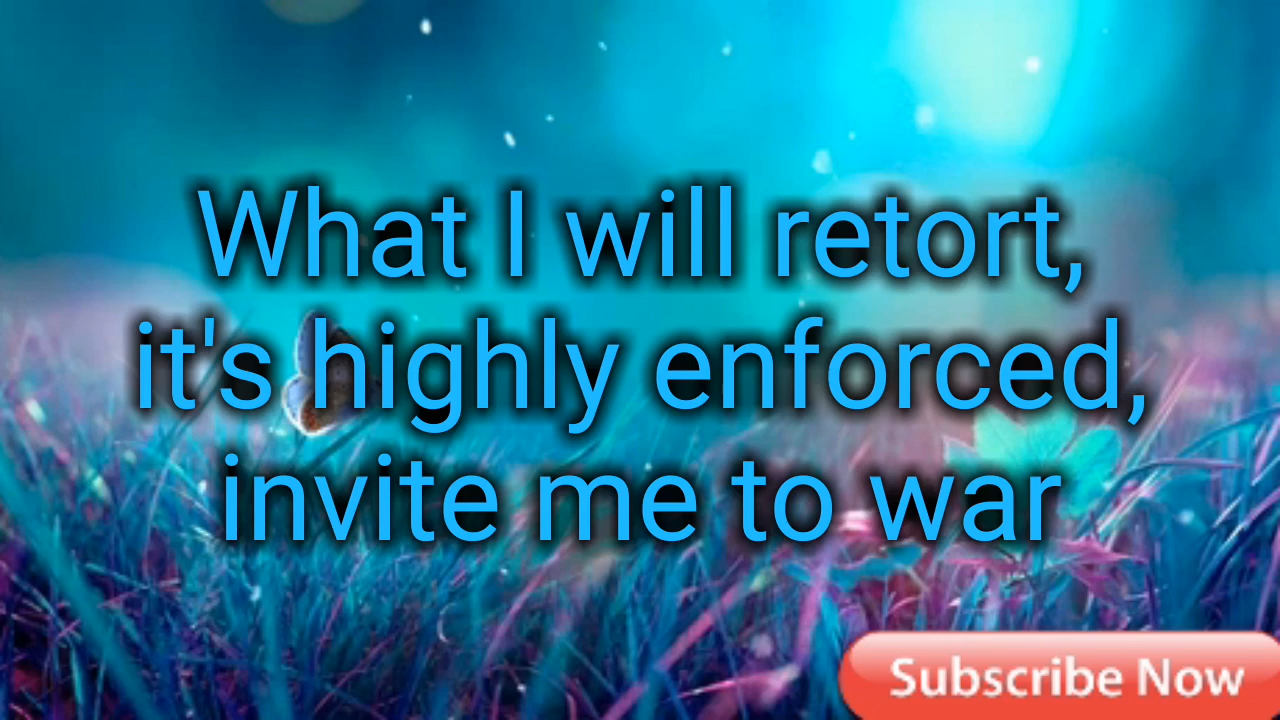 What I will retort,
it's highly enforced,
invite me to war
Subscribe Now